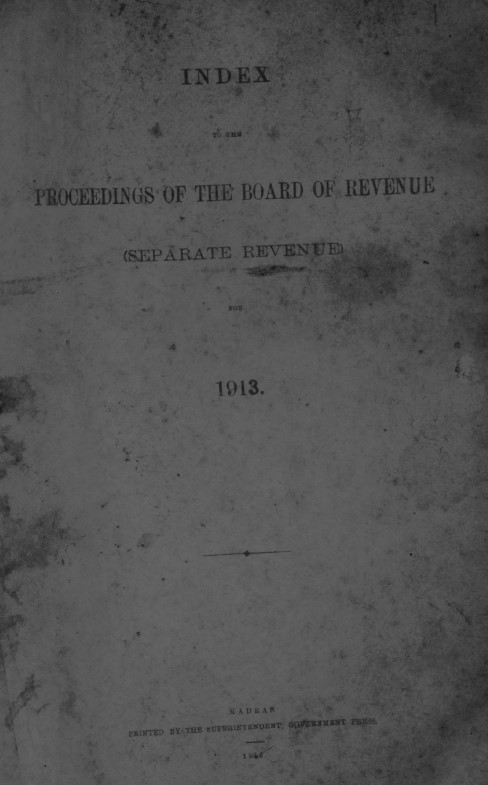 INDEX
TO THE
PROCEEDINGS OF THE BOARD OF REVENUE
(SEPARATE REVENUE)
FOR
1913.
MADRAS
PRINTED BY THE SUPERINTENDENT, GOVERNMENT PRESS.